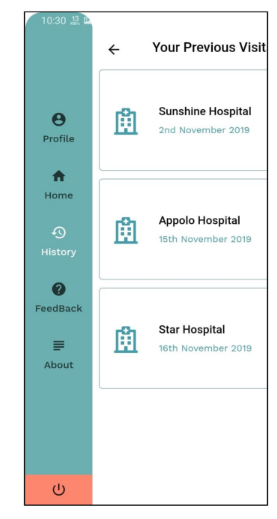 10:30
Your Previous Visit
Profile
Home
History
FeedBack
About
Sunshine Hospital
2nd November 2019
Appolo Hospital
15th November 2019
Star Hospital
16th November 2019